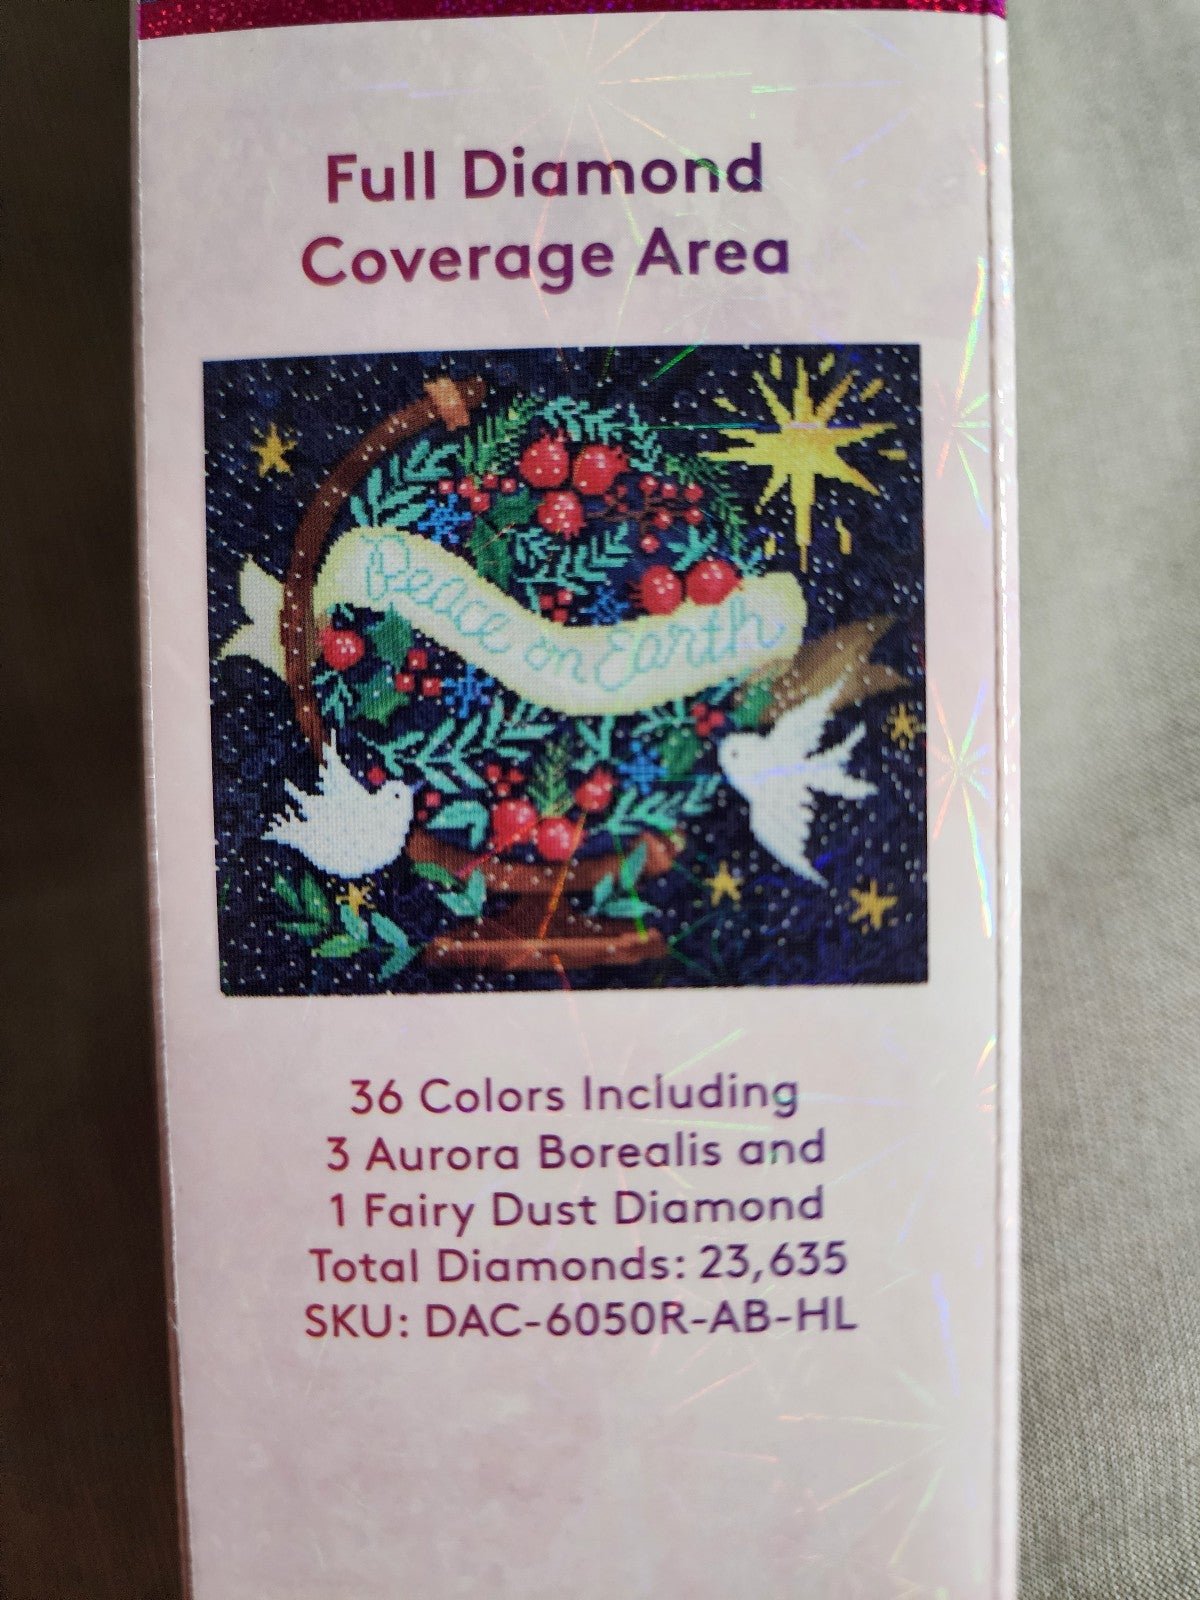 Full Diamond
Coverage Area
Peace on Earth
36 Colors Including
3 Aurora Borealis and
1 Fairy Dust Diamond
Total Diamonds: 23,635
SKU: DAC-6050R-AB-HL